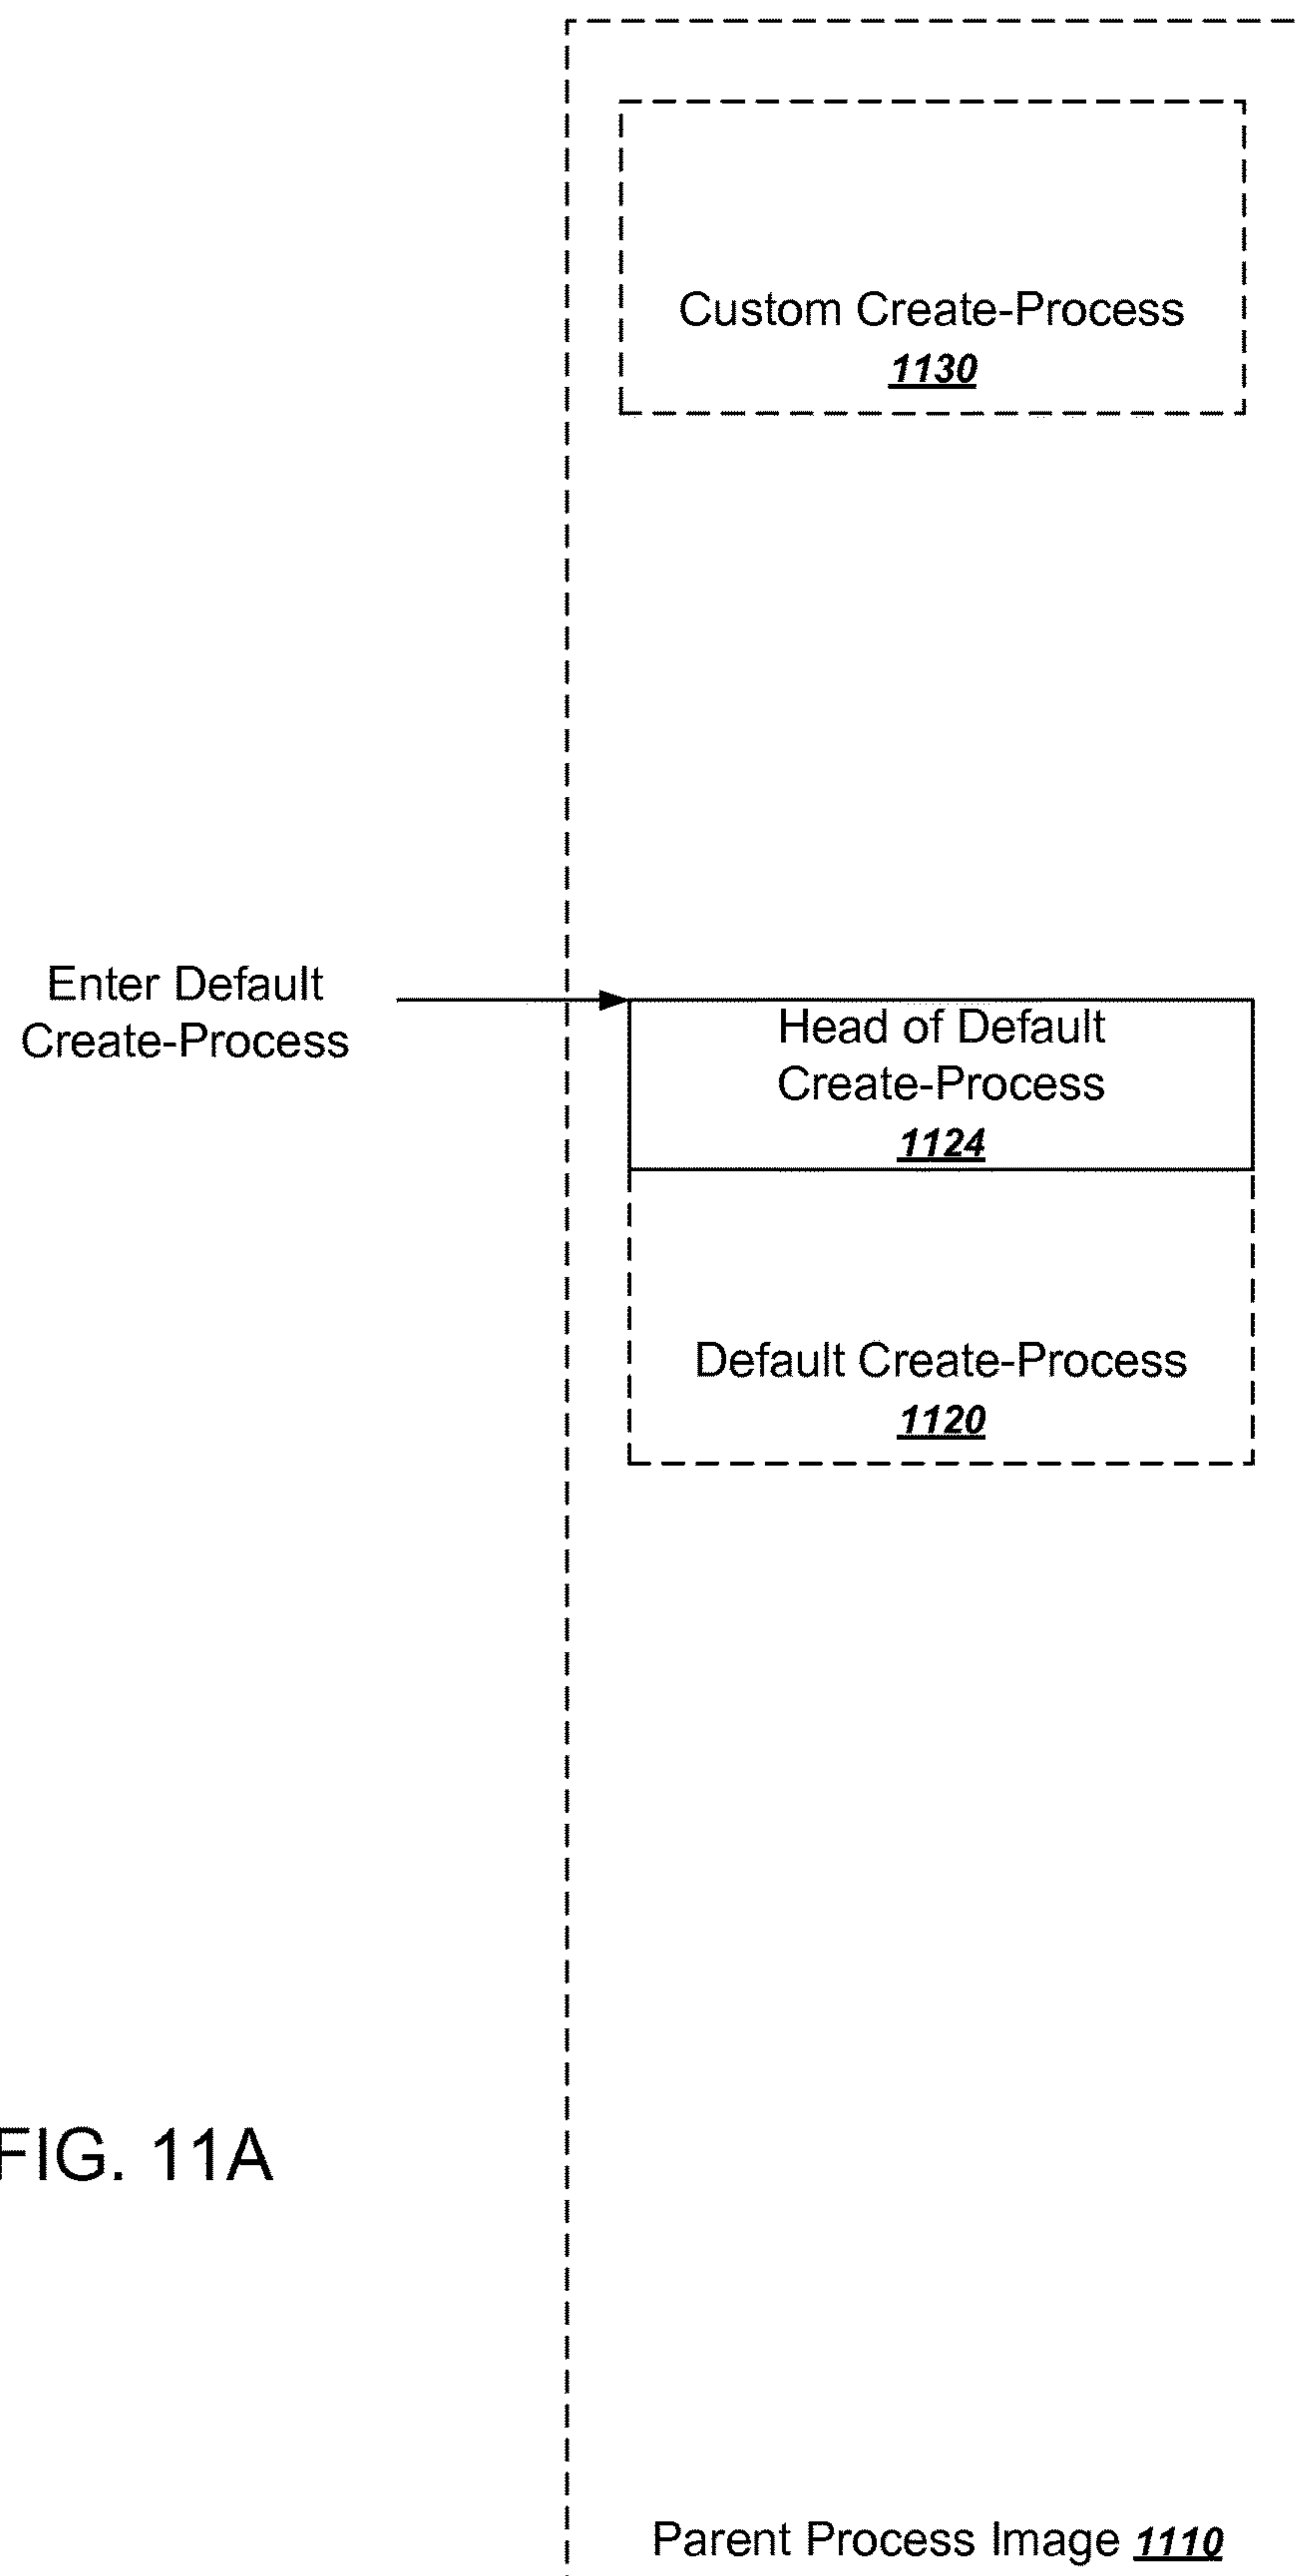 Custom Create-Process
1130
Enter Default
Create-Process
Head of Default
Create-Process
1124
Default Create-Process
1120
FIG. 11A
Parent Process Image 1110